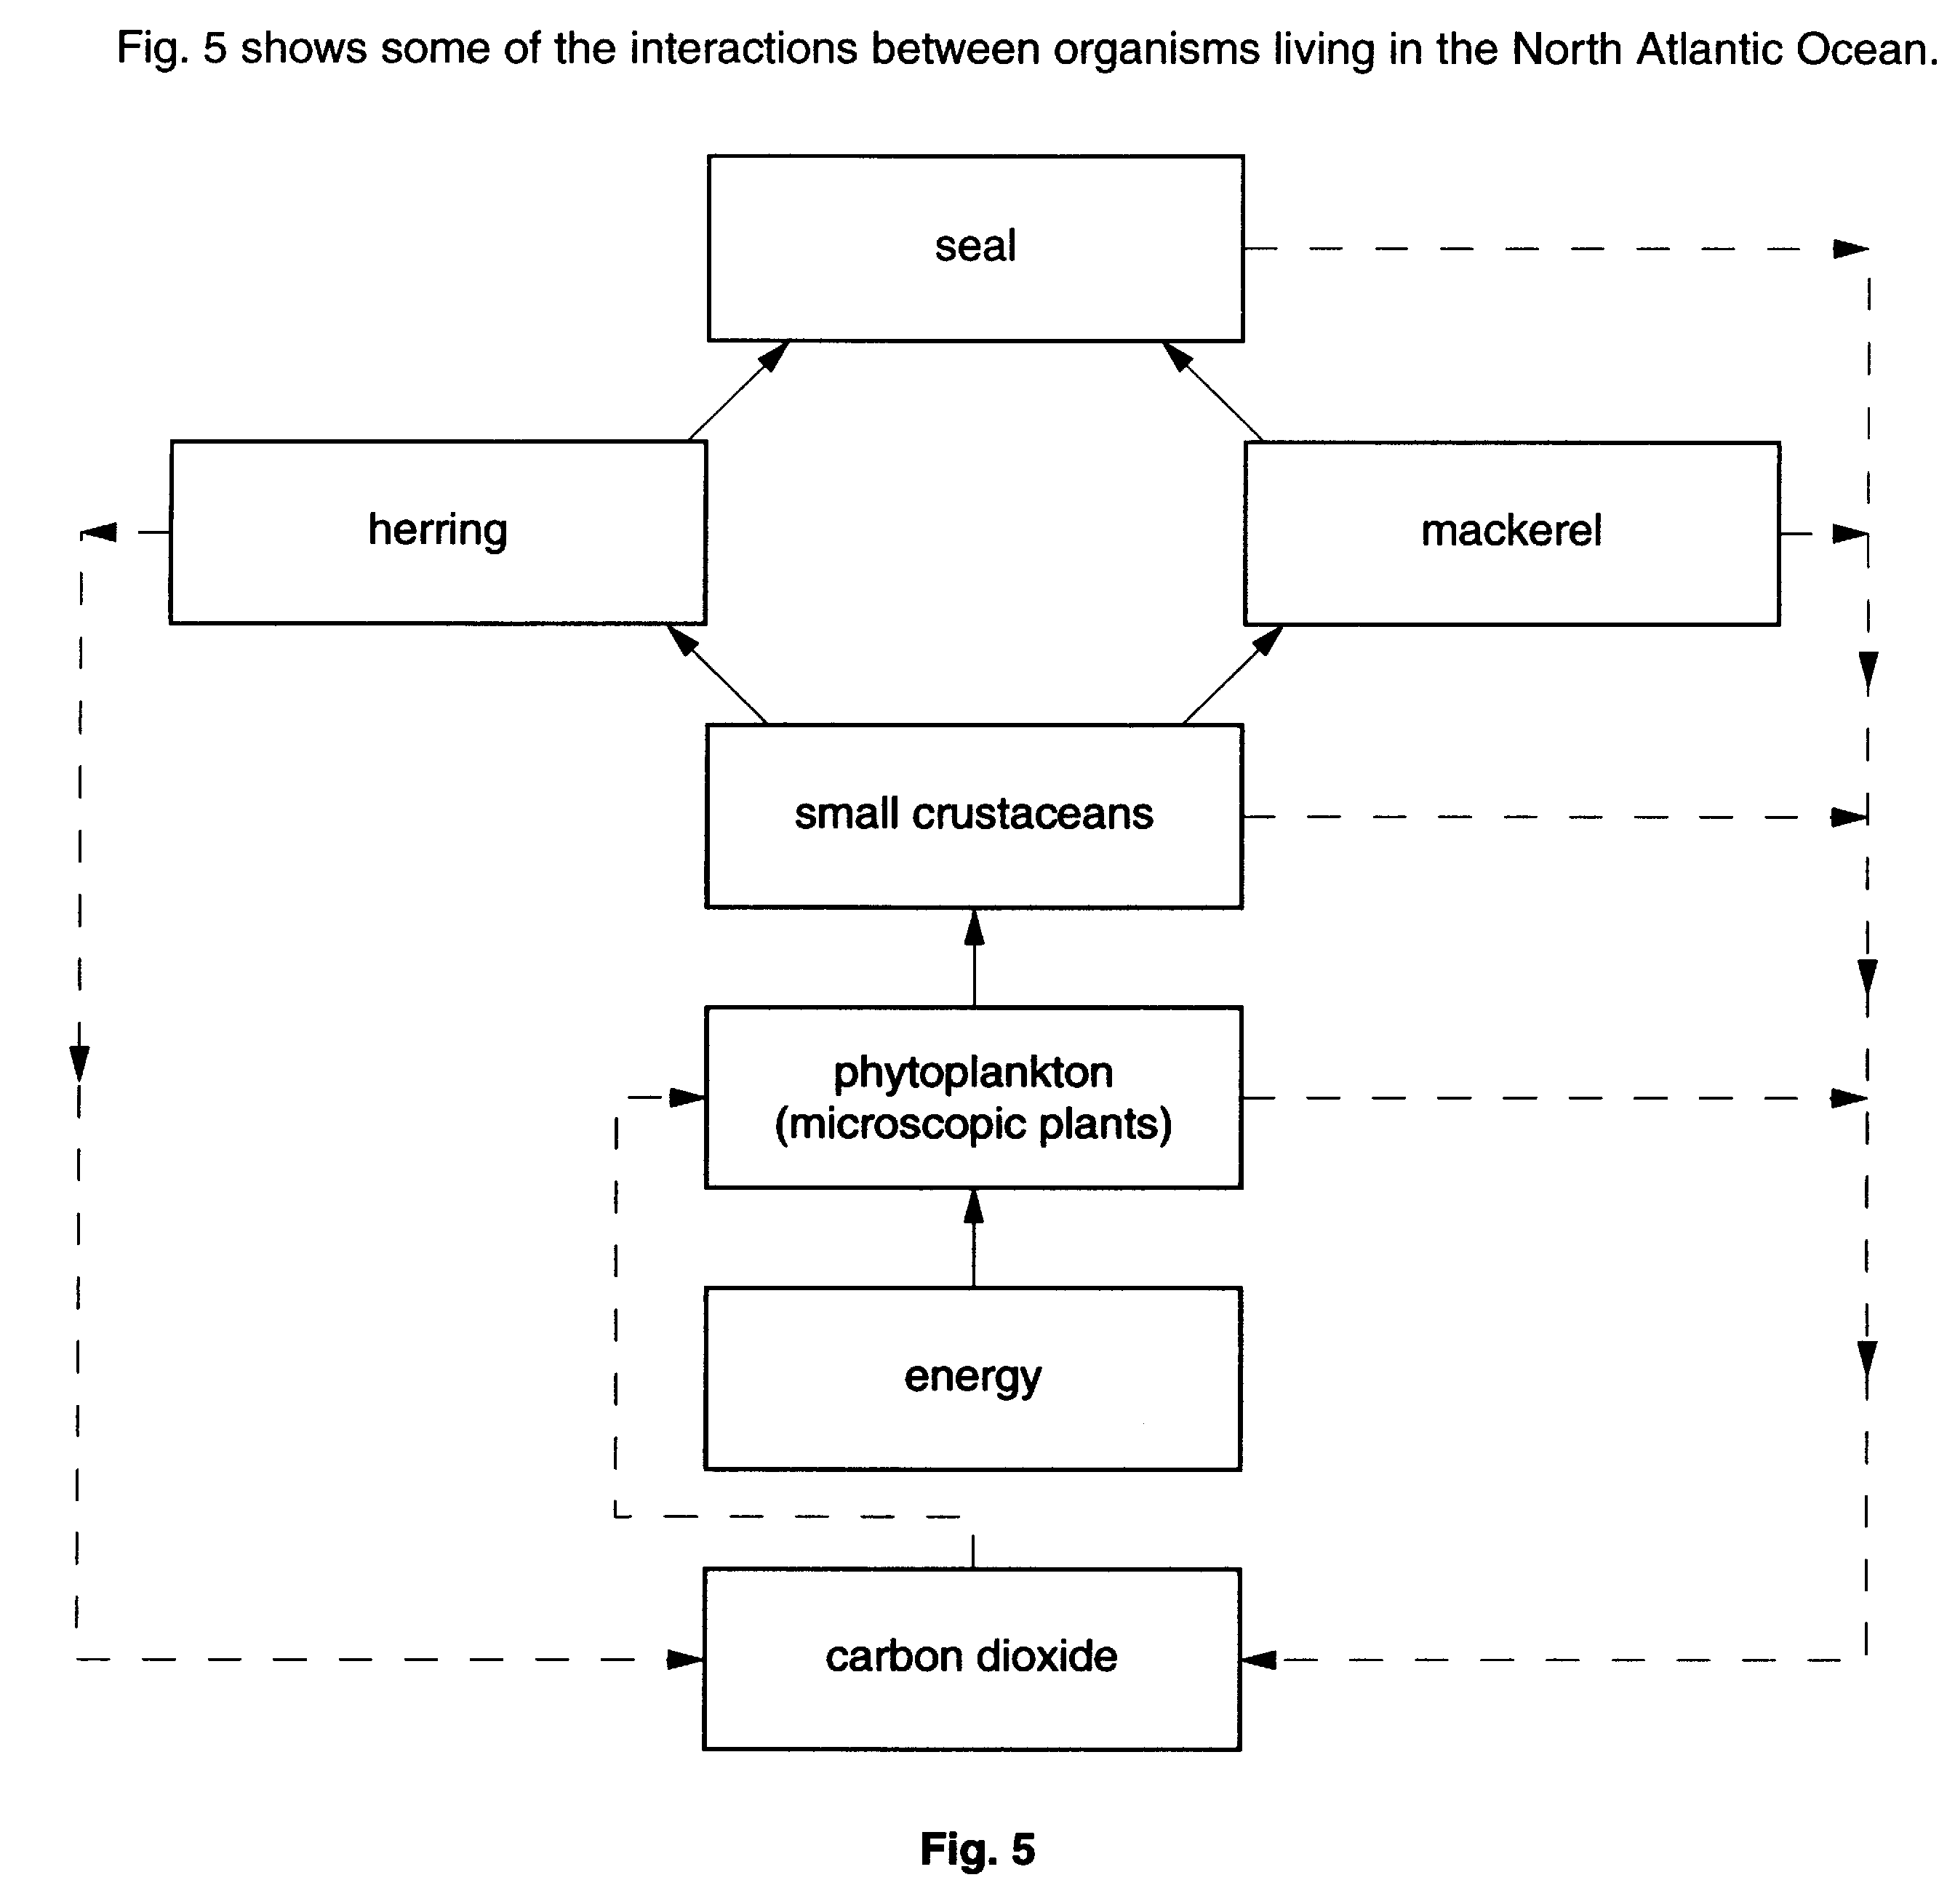 Fig. 5 shows some of the interactions between organisms living in the North Atlantic Ocean.
seal
herring
mackerel
small crustaceans
phytoplankton
(microscopic plants)
energy
carbon dioxide
Fig. 5